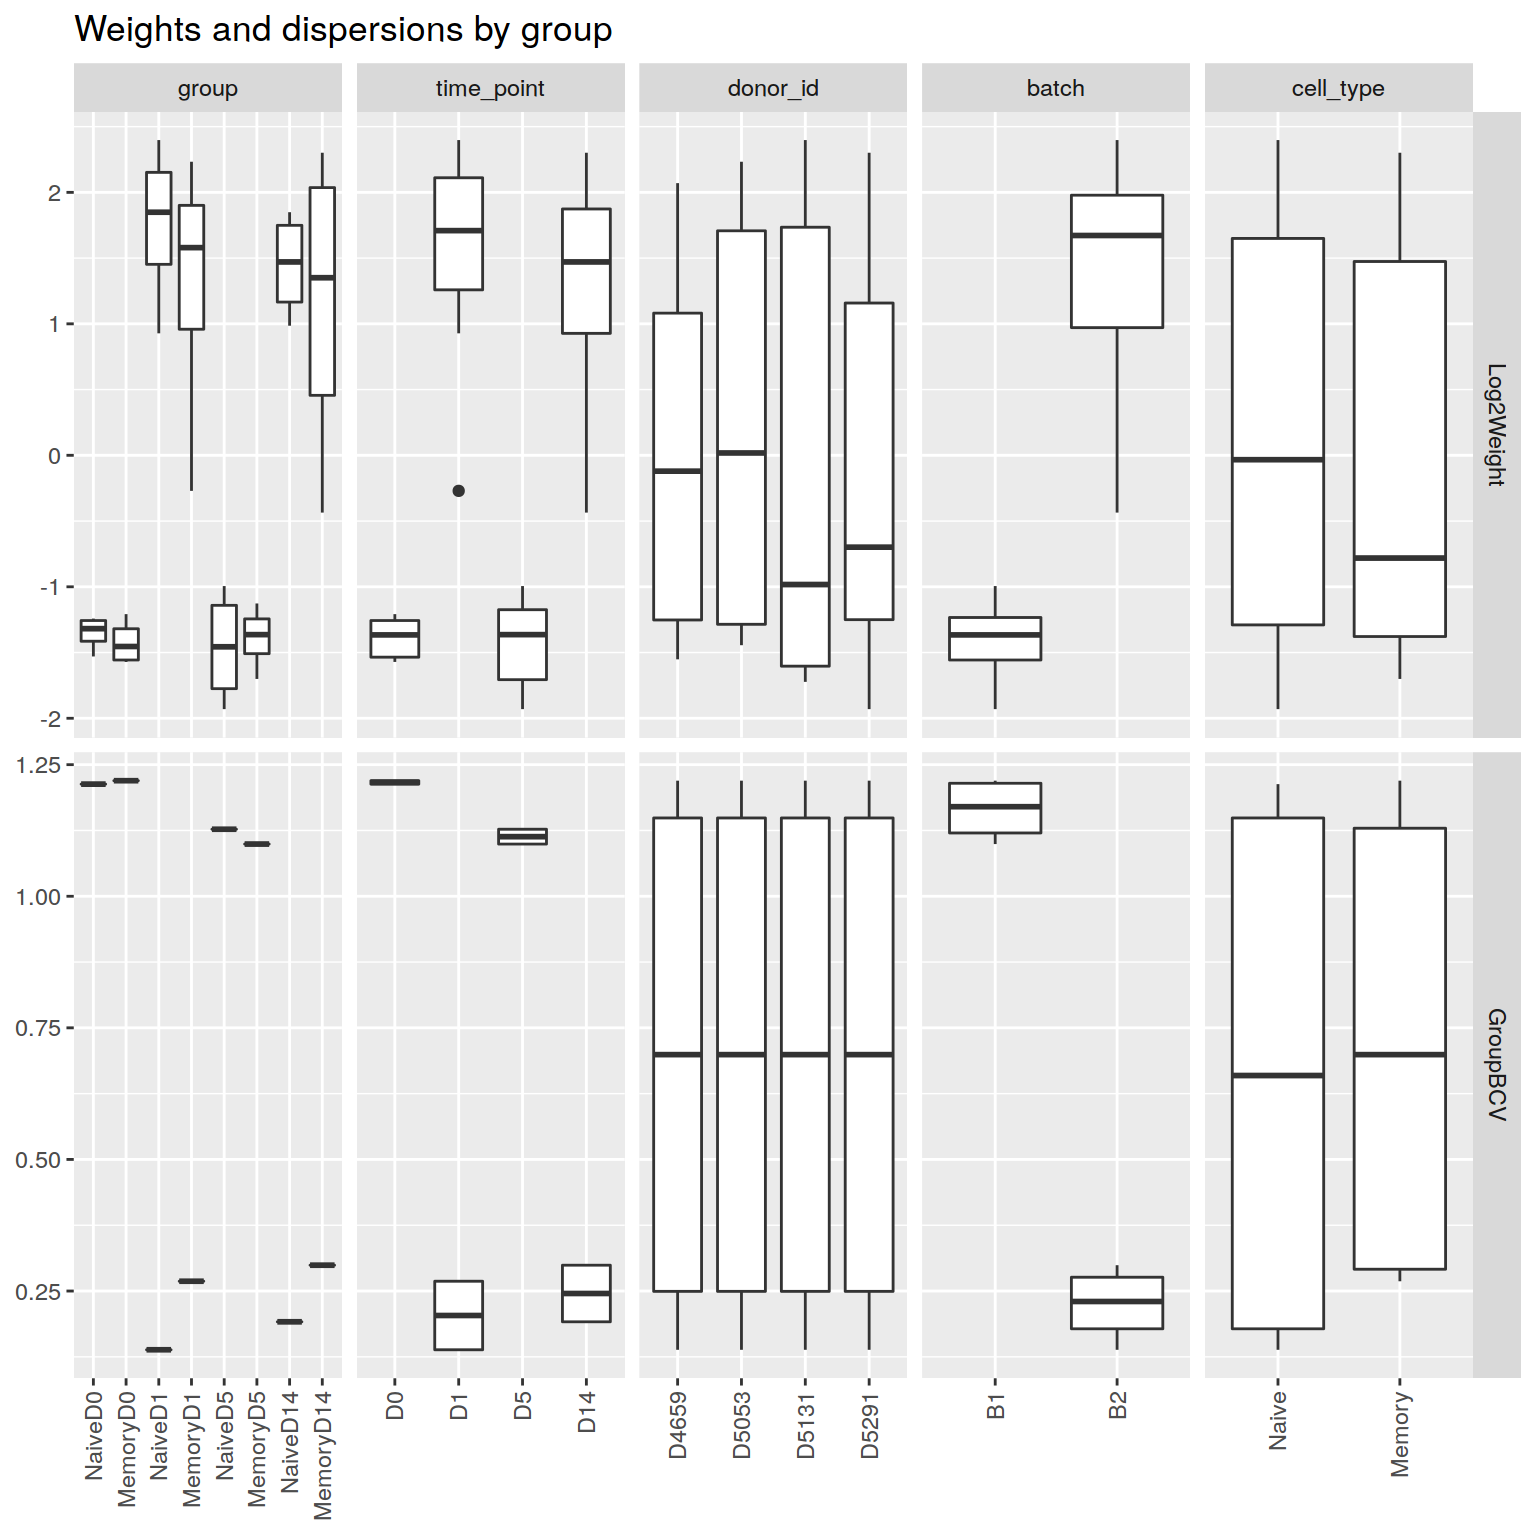 Weights and dispersions by group
group
time_point
donor_id
batch
cell_type
2
1
0
-1
-2
Log2Weight
1.25
1.00
0.75
0.50
0.25
GroupBCV
NaiveD0
MemoryD0
NaiveD1
MemoryD1
NaiveD5
MemoryD5
NaiveD14
MemoryD14
D0
D1
D5
D14
D4659
D5053
D5131
D5291
B1
B2
Naive
Memory